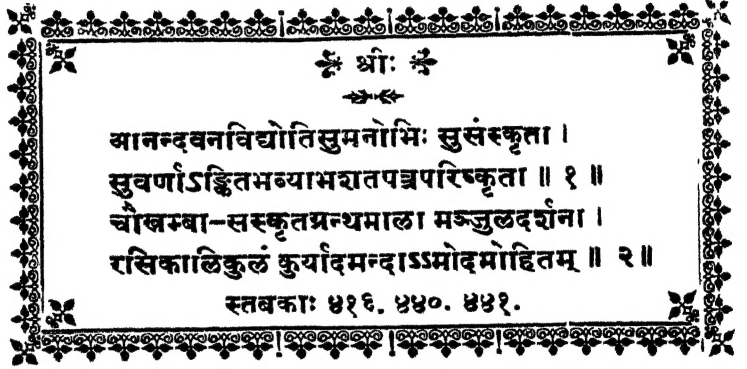 श्रीः
आनन्दवनविद्योतिसुमनोभिः सुसंस्कृता ।
सुवर्णाऽङ्कितभव्याभशतपत्रपरिष्कृता ॥ १ ॥
चौखम्बा-सस्कृतग्रन्थमाला मञ्जुलदर्शना ।
रसिकालिकुलं कुर्यादमन्दाऽऽमोदमोहितम् ॥ २॥
स्तबकाः ४१६. ४४०. ४४१.